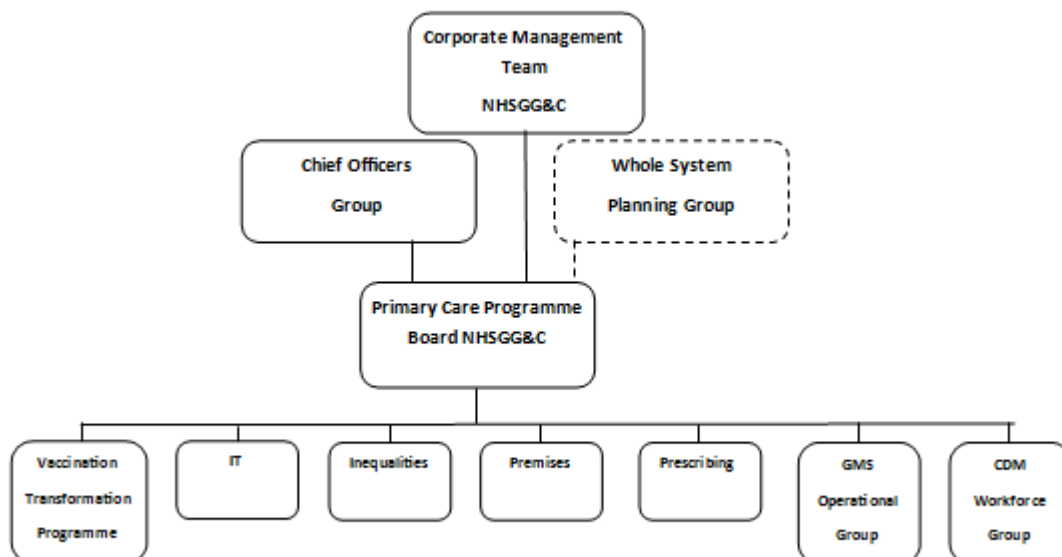 Corporate Management
Team
NHSGG&C
Chief Officers
Group
Whole System
Planning Group
Primary Care Programme
Board NHSGG&C
Vaccination
Transformation
Programme
IT
Inequalities
Premises
Prescribing
GMS
Operational
Group
CDM
Workforce
Group